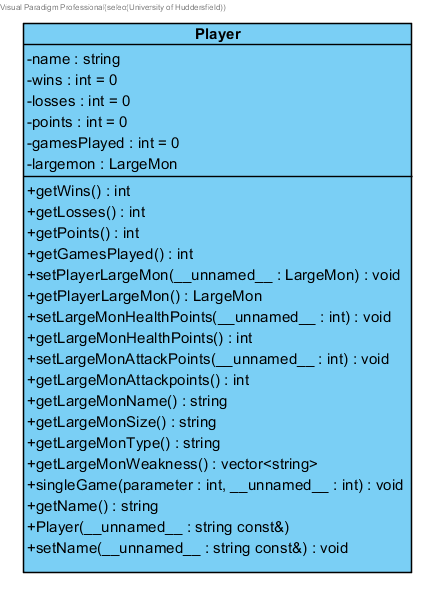 Visual Paradigm Professional(seleo(University of Huddersfield))
Player
-name : string
-wins : int = 0
-losses : int = 0
-points : int = 0
-gamesPlayed : int = 0
-largemon : LargeMon
+getWins() : int
+getLosses() : int
+getPoints() : int
+getGamesPlayed() : int
+setPlayerLargeMon(__unnamed__ : LargeMon) : void
+getPlayerLargeMon() : LargeMon
+setLargeMonHealthPoints(__unnamed__ : int) : void
+getLargeMonHealthPoints() : int
+setLargeMonAttackPoints(__unnamed__ : int) : void
+getLargeMonAttackpoints() : int
+getLargeMonName() : string
+getLargeMonSize() : string
+getLargeMonType() : string
+getLargeMonWeakness() : vector<string>
+singleGame(parameter : int, __unnamed__ : int) : void
+getName() : string
+Player(__unnamed__ : string const&)
+setName(__unnamed__ : string const&) : void